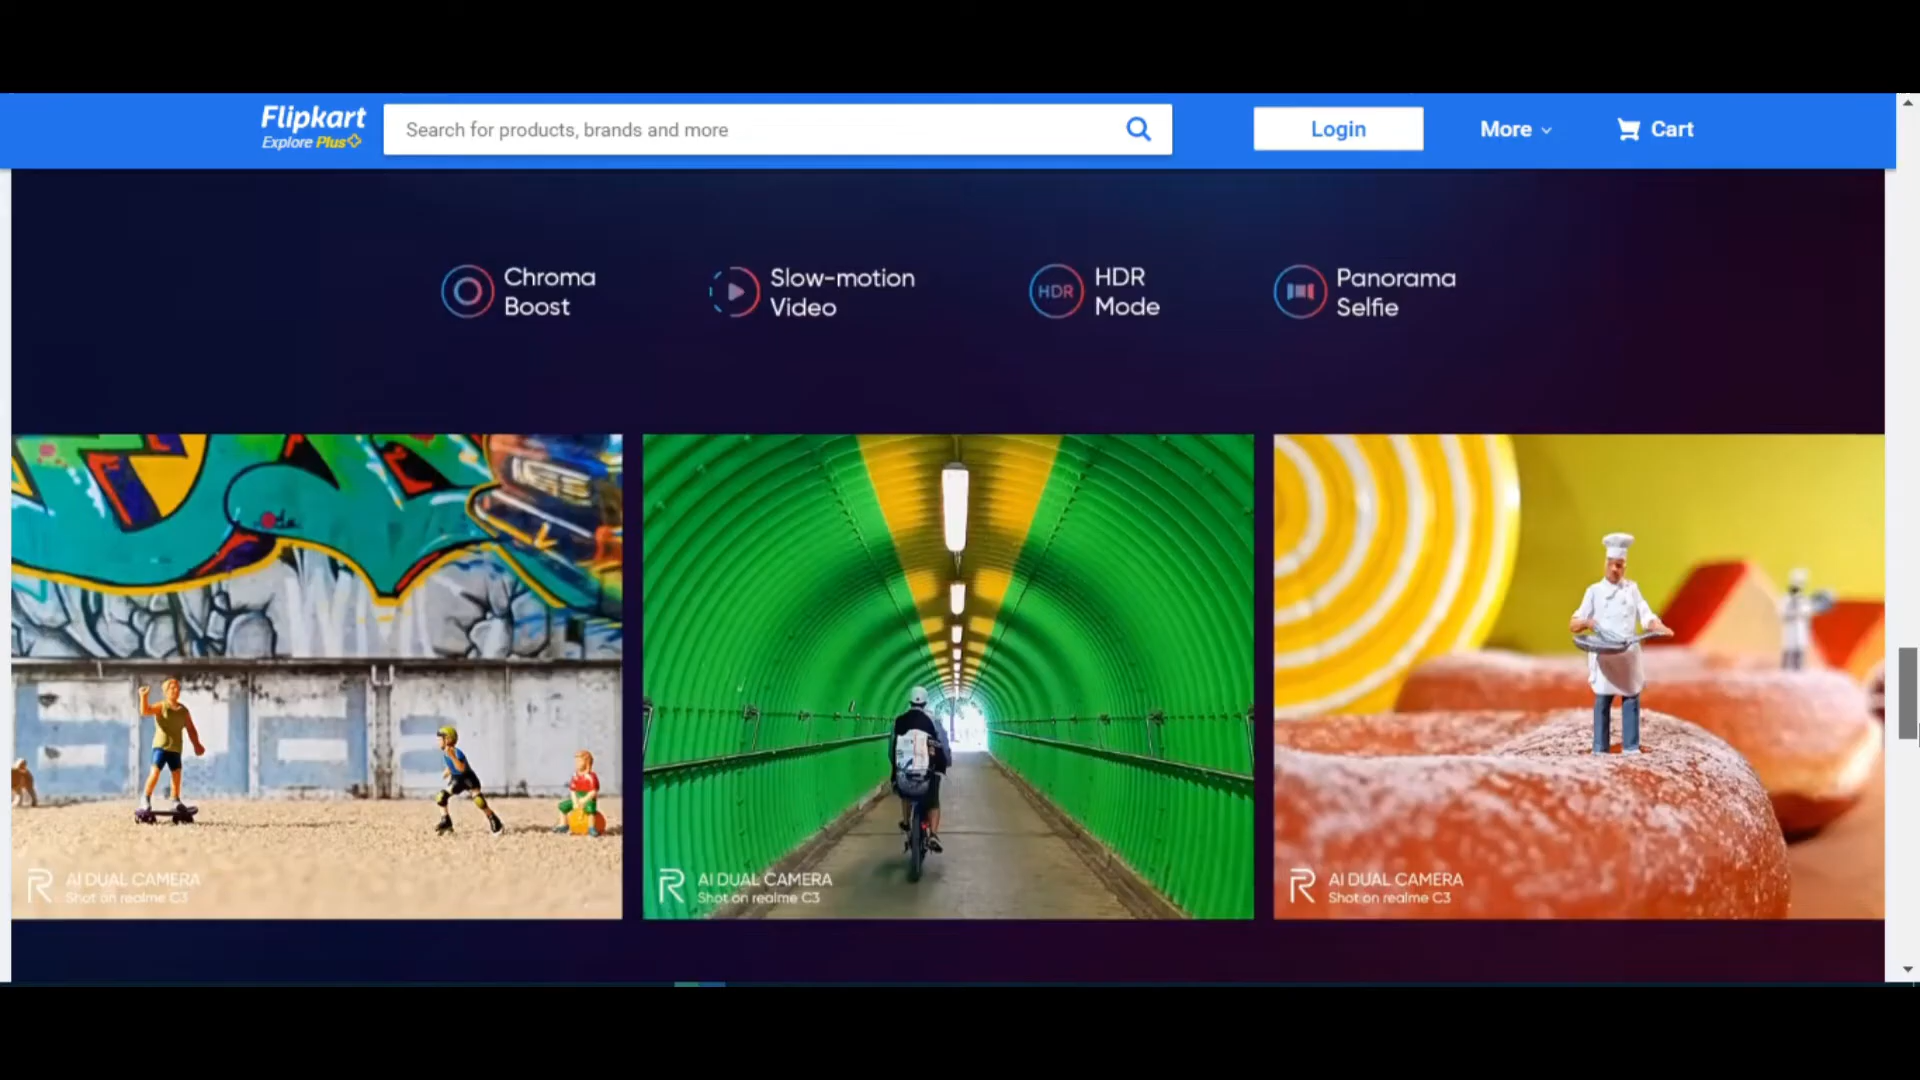 Flipkart
Explore Plus
Search for products, brands and more
Login
More
Cart
Chroma
Boost
Slow-motion
Video
HDR
HDR
Mode
Panorama
Selfie
AI DUAL CAMERA
Shot on realme C3
AI DUAL CAMERA
Shot on realme C3
AI DUAL CAMERA
Shot on realme C3